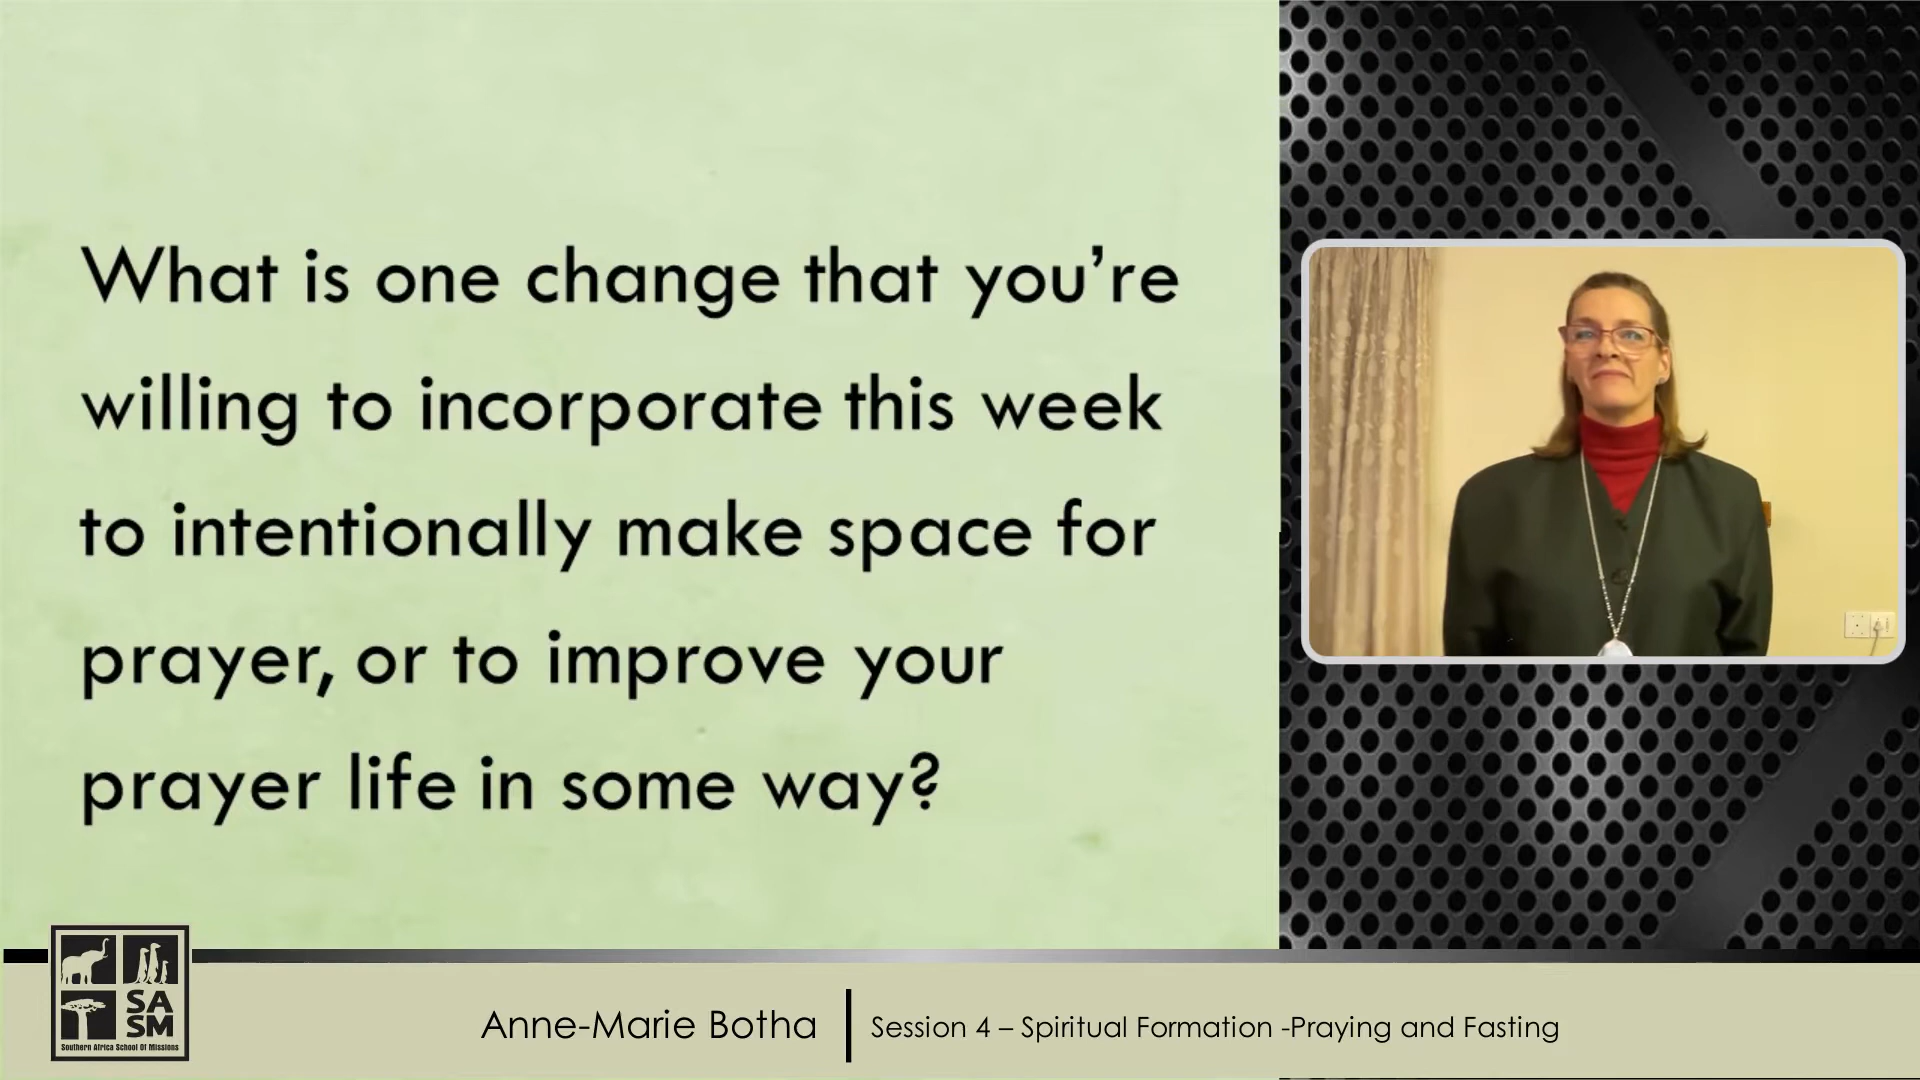 What is one change that you’re
willing to incorporate this week
to intentionally make space for
prayer, or to improve your
prayer life in some way?
SA
SM
Southern Africa School Of Missions
Anne-Marie Botha
Session 4 – Spiritual Formation -Praying and Fasting